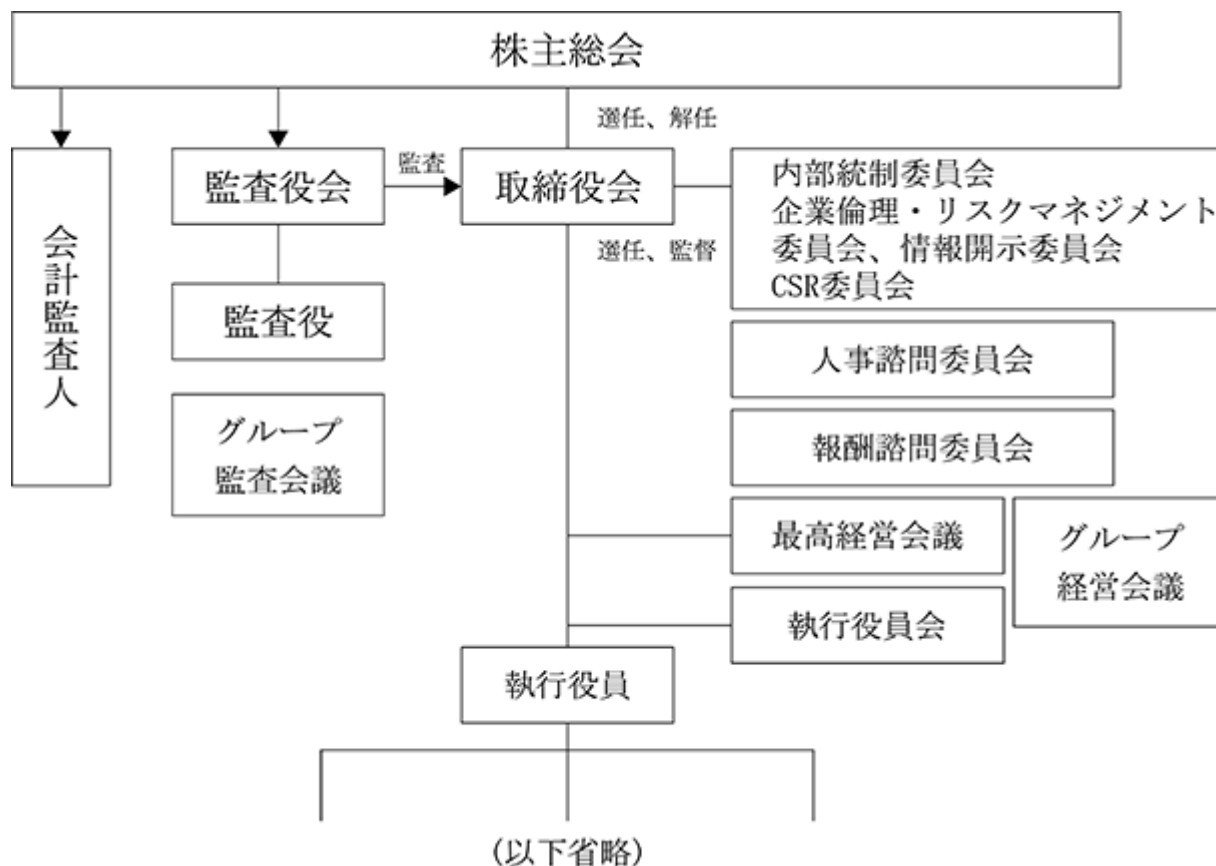 株主総会
選任、解任
会計監査人
監査役会
監査
取締役会
選任、監督
内部統制委員会
企業倫理・リスクマネジメント
委員会、情報開示委員会
CSR委員会
監査役
グループ
監査会議
人事諮問委員会
報酬諮問委員会
最高経営会議
グループ
経営会議
執行役員会
執行役員
(以下省略)